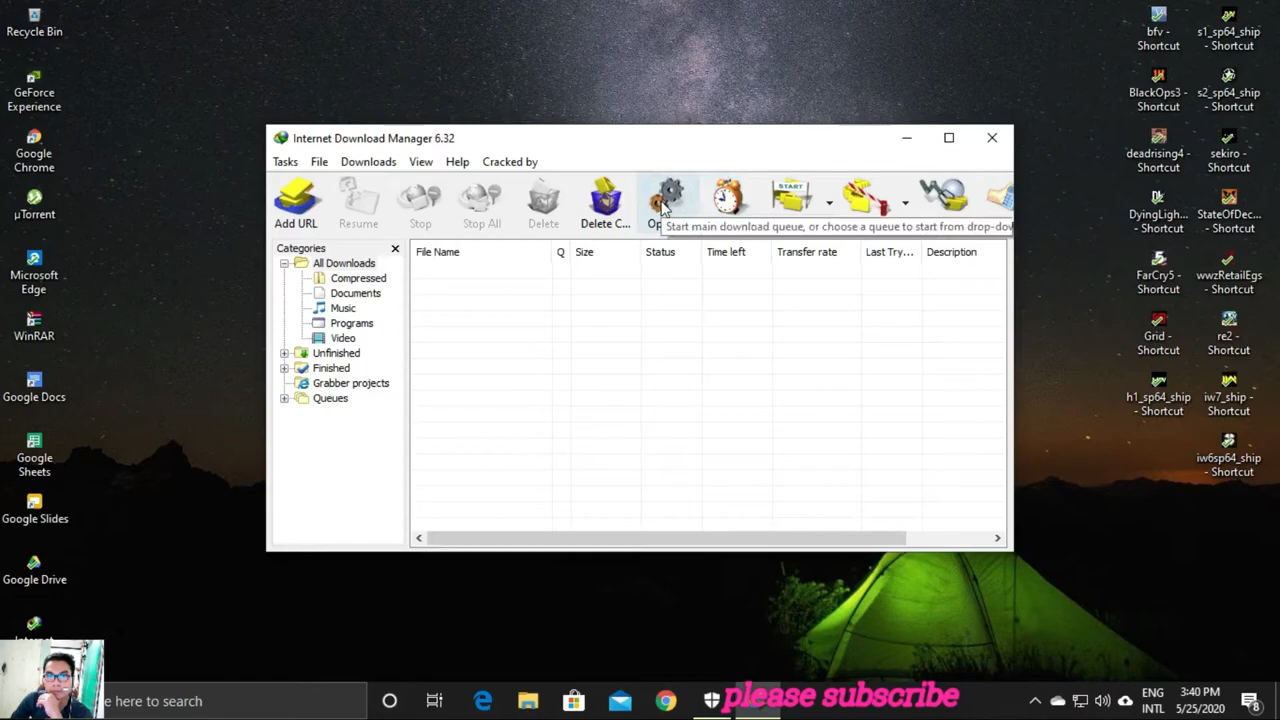 Recycle Bin
GeForce
Experience
Google
Chrome
µTorrent
Microsoft
Edge
WinRAR
Google Docs
Google
Sheets
Google Slides
Google Drive
Internet Download Manager 6.32
Tasks File Downloads View Help Cracked by
Add URL Resume Stop Stop All Delete Delete C... Op
START
Start main download queue, or choose a queue to start from drop-dov
Categories
All Downloads
Compressed
Documents
Music
Programs
Video
Unfinished
Finished
Grabber projects
Queues
File Name Q Size Status Time left Transfer rate Last Try... Description
bfv -
Shortcut
s1_sp64_ship
- Shortcut
BlackOps3 -
Shortcut
s2_sp64_ship
- Shortcut
deadrising4 -
Shortcut
sekiro -
Shortcut
DyingLigh...
- Shortcut
StateOfDec...
- Shortcut
FarCry5 -
Shortcut
wwzRetailEgs
- Shortcut
Grid -
Shortcut
re2 -
Shortcut
h1_sp64_ship
- Shortcut
iw7_ship -
Shortcut
iw6sp64_ship
- Shortcut
here to search
please subscribe
ENG
INTL
3:40 PM
5/25/2020
8